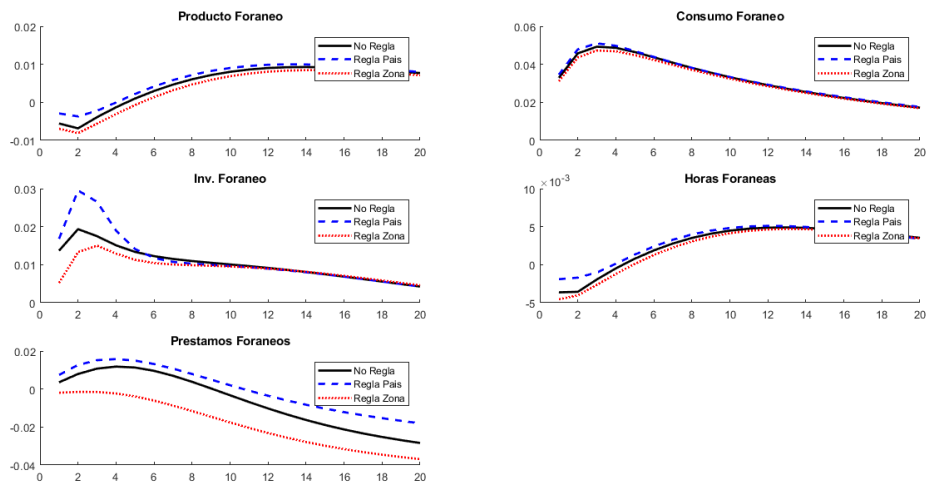 Producto Foraneo
0.02
0.01
0
-0.01
0 2 4 6 8 10 12 14 16 18 20
No Regla
Regla Pais
Regla Zona
Consumo Foraneo
0.06
0.04
0.02
0
0 2 4 6 8 10 12 14 16 18 20
No Regla
Regla Pais
Regla Zona
Inv. Foraneo
0.03
0.02
0.01
0
0 2 4 6 8 10 12 14 16 18 20
No Regla
Regla Pais
Regla Zona
Horas Foraneas
×10⁻³
10
5
0
-5
0 2 4 6 8 10 12 14 16 18 20
No Regla
Regla Pais
Regla Zona
Prestamos Foraneos
0.02
0
-0.02
-0.04
0 2 4 6 8 10 12 14 16 18 20
No Regla
Regla Pais
Regla Zona